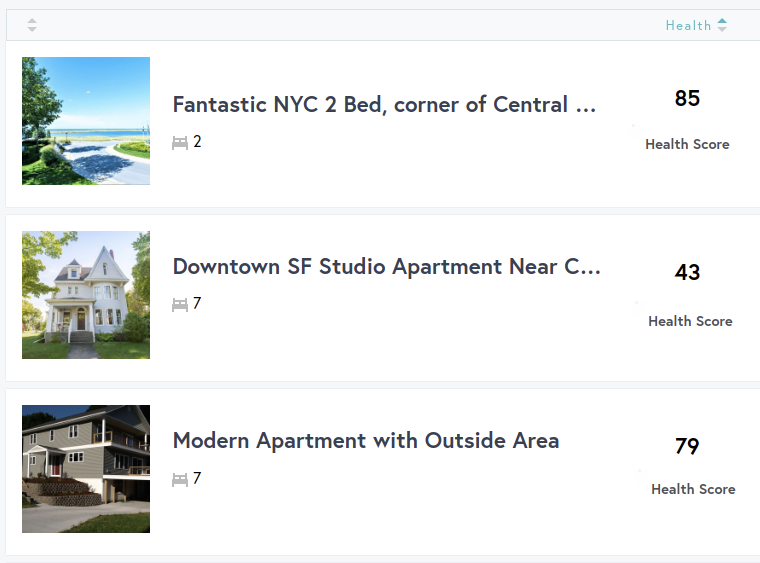 Health
Fantastic NYC 2 Bed, corner of Central ...
85
2
Health Score
Downtown SF Studio Apartment Near C...
43
7
Health Score
Modern Apartment with Outside Area
79
7
Health Score